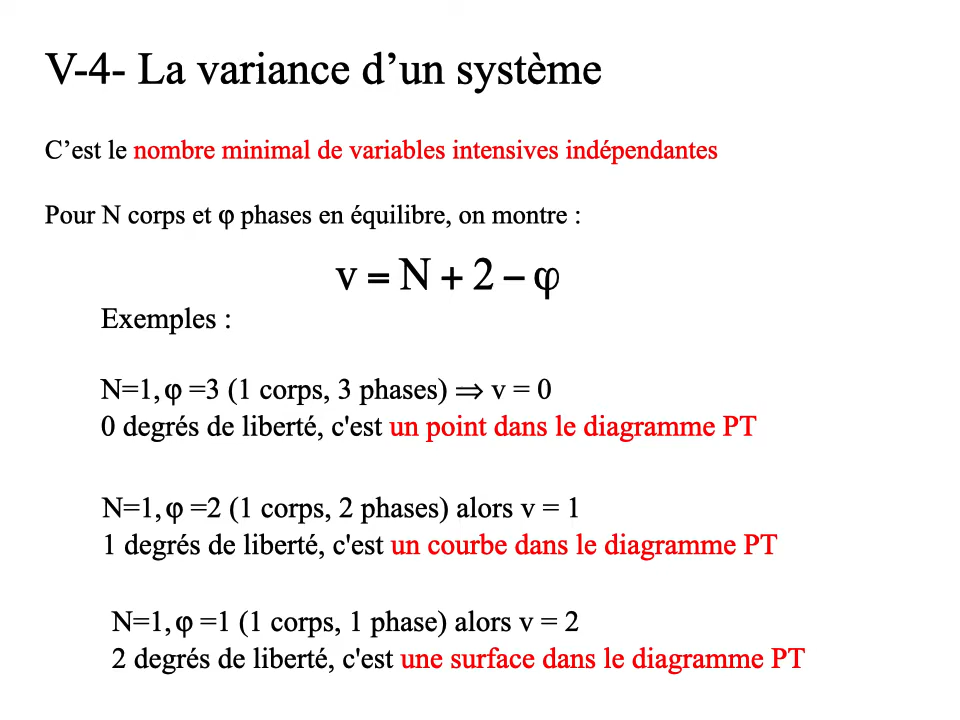 V-4- La variance d’un système
C’est le nombre minimal de variables intensives indépendantes
Pour N corps et φ phases en équilibre, on montre :
v = N + 2 − φ
Exemples :
N=1, φ =3 (1 corps, 3 phases) ⇒ v = 0
0 degrés de liberté, c'est un point dans le diagramme PT
N=1, φ =2 (1 corps, 2 phases) alors v = 1
1 degrés de liberté, c'est un courbe dans le diagramme PT
N=1, φ =1 (1 corps, 1 phase) alors v = 2
2 degrés de liberté, c'est une surface dans le diagramme PT